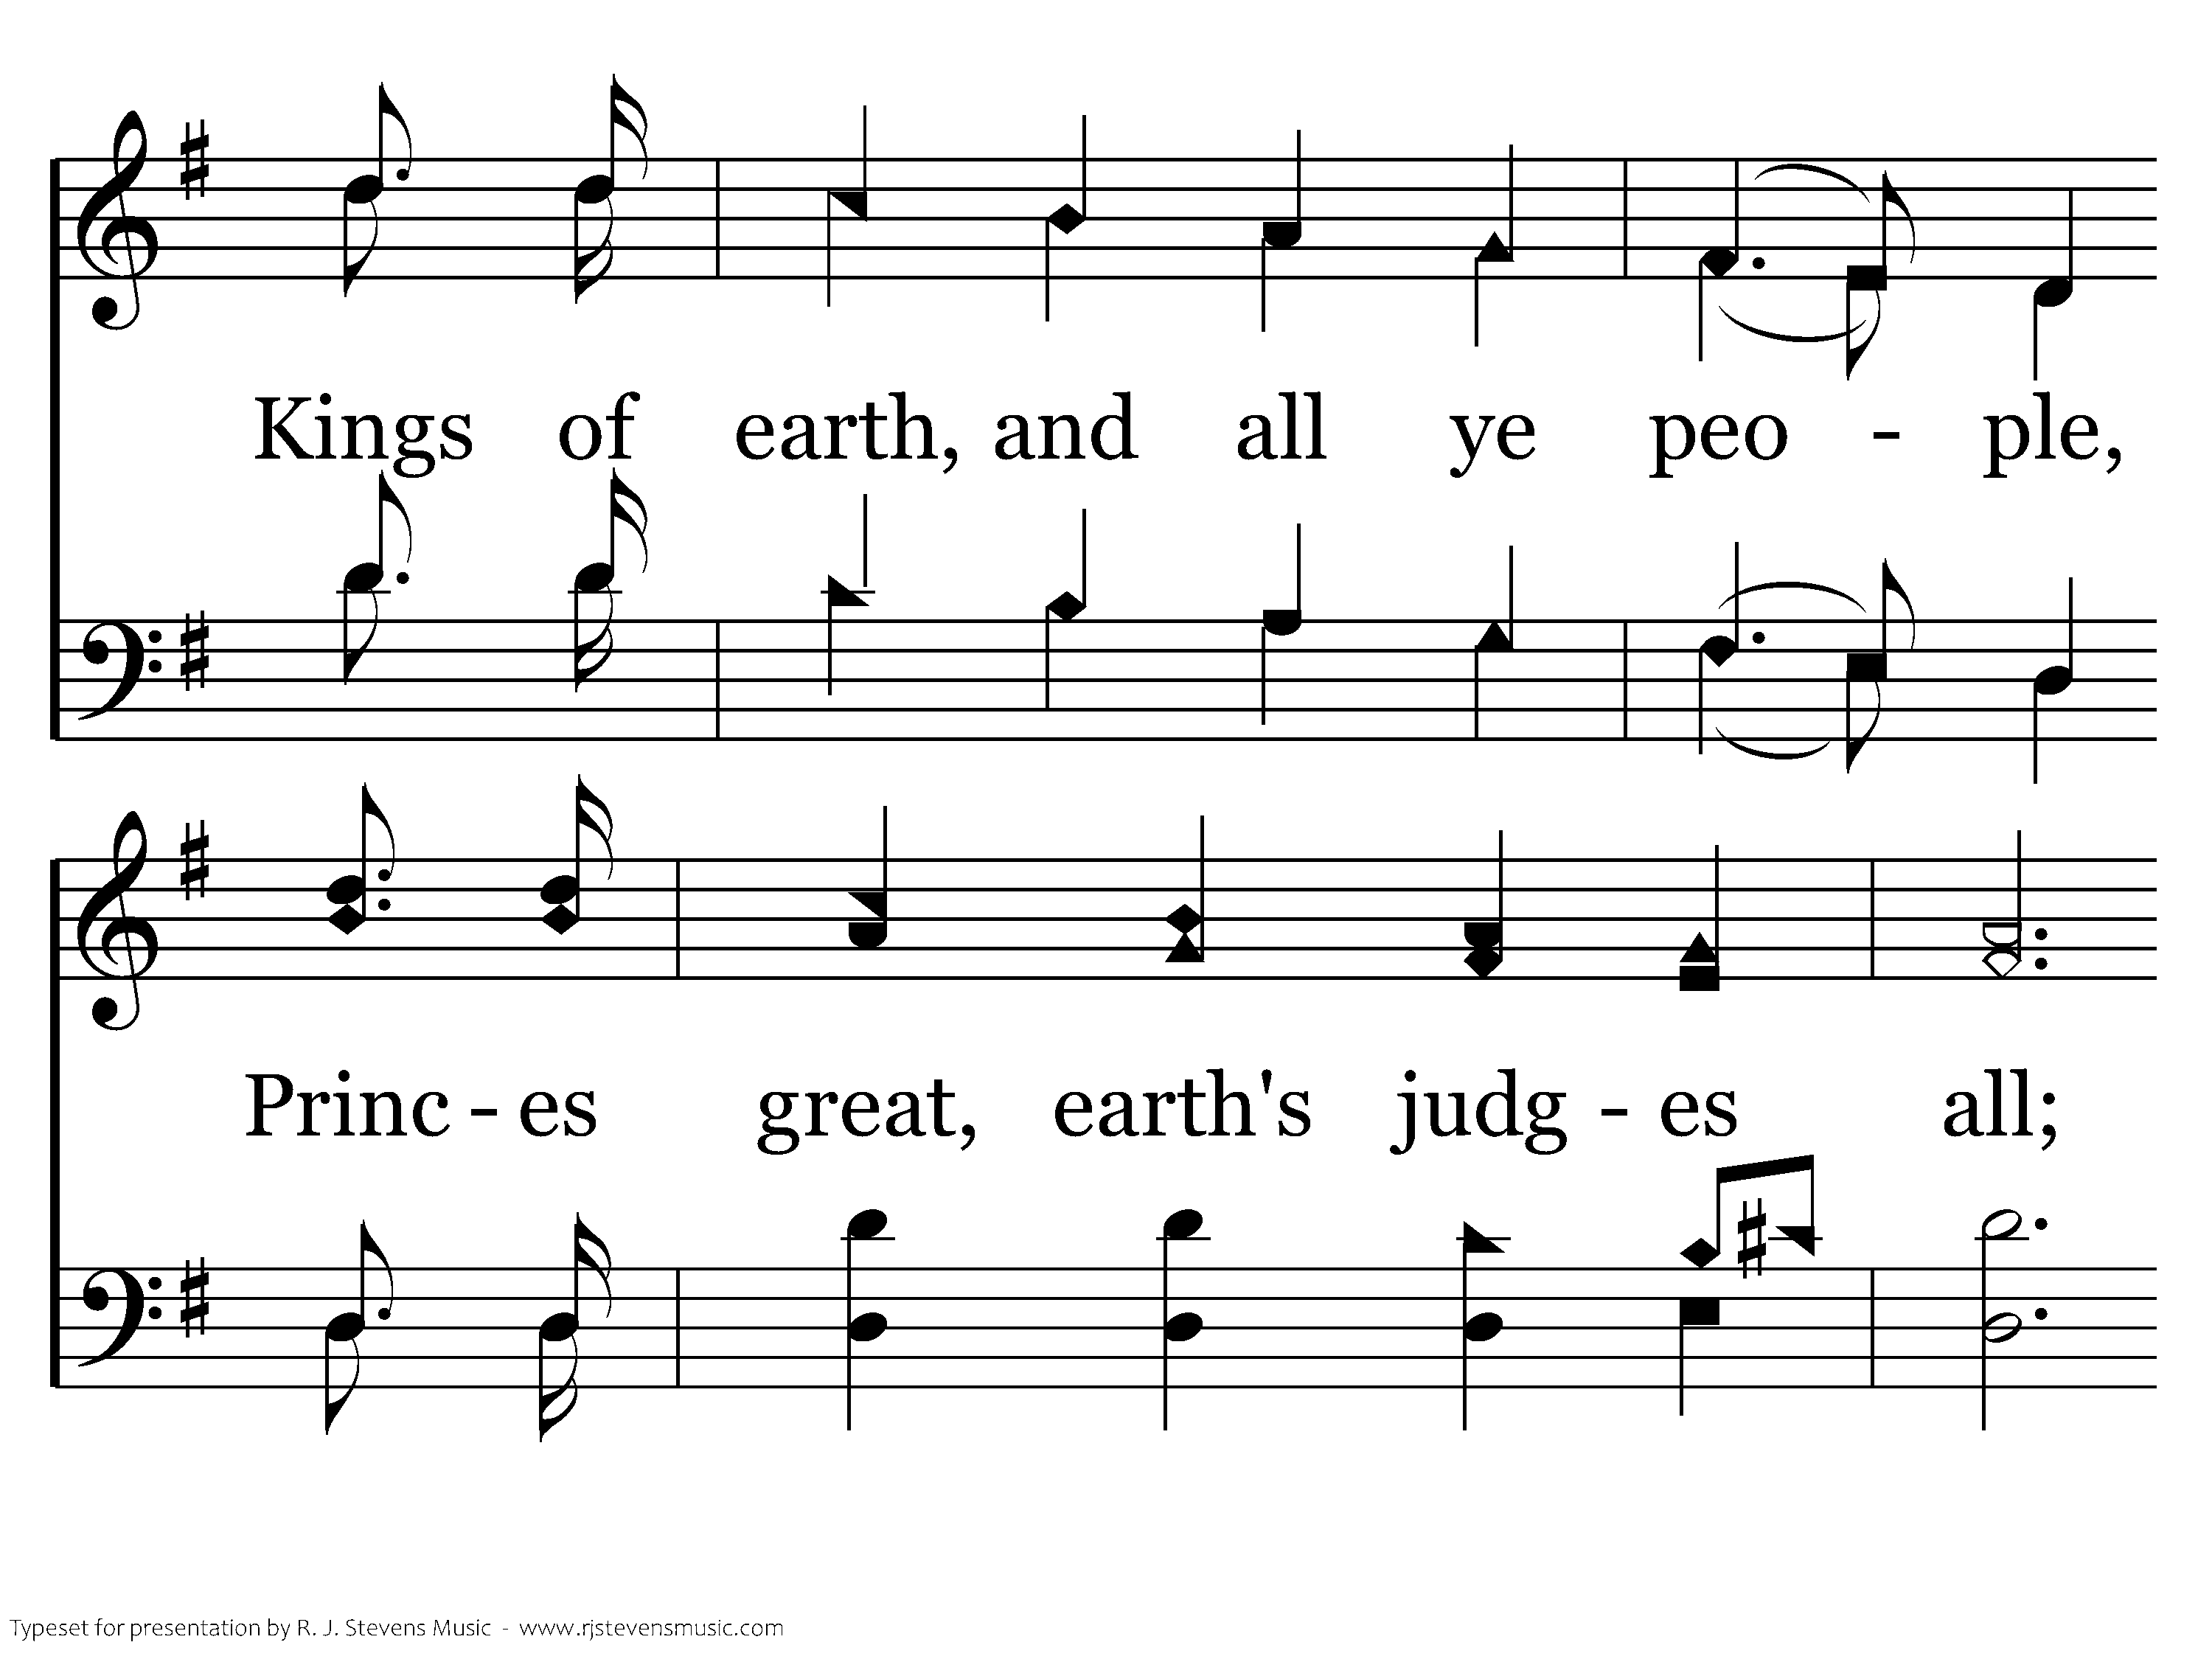 Kings of earth, and all ye peo - ple,
Princ - es great, earth's judg - es all;
Typeset for presentation by R. J. Stevens Music - www.rjstevensmusic.com